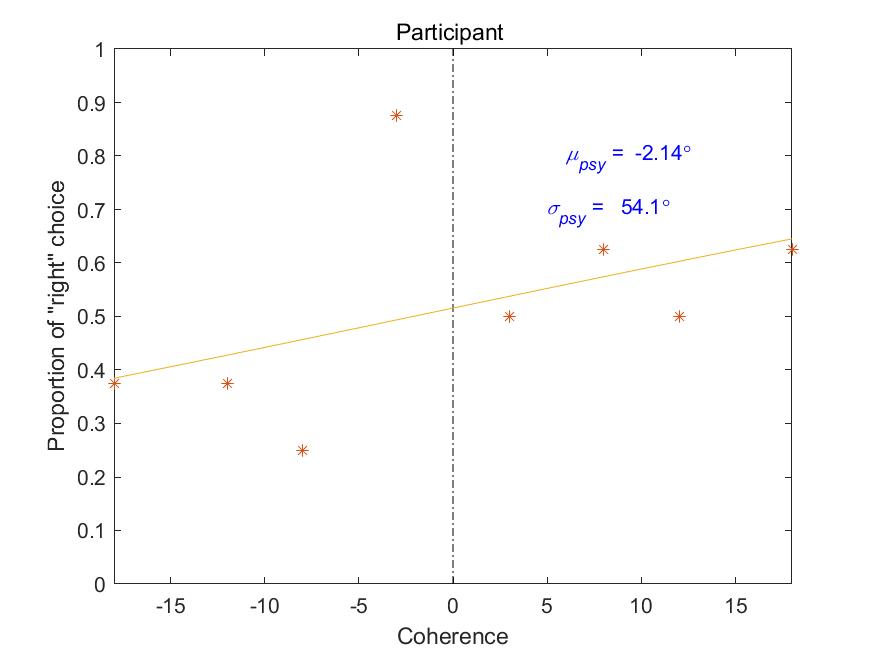 Participant
1
0.9
0.8
0.7
0.6
0.5
0.4
0.3
0.2
0.1
0
Proportion of "right" choice
μpsy = -2.14°
σpsy = 54.1°
-15 -10 -5 0 5 10 15
Coherence